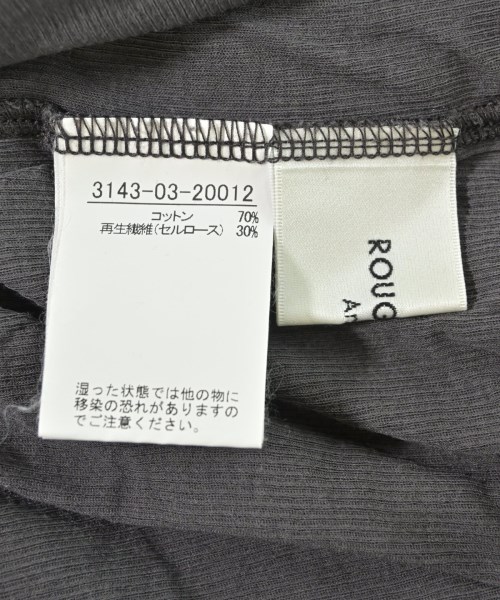 3143-03-20012
コットン 70%
再生繊維(セルロース) 30%
湿った状態では他の物に
移染の恐れがありますの
でご注意ください。
ROUG